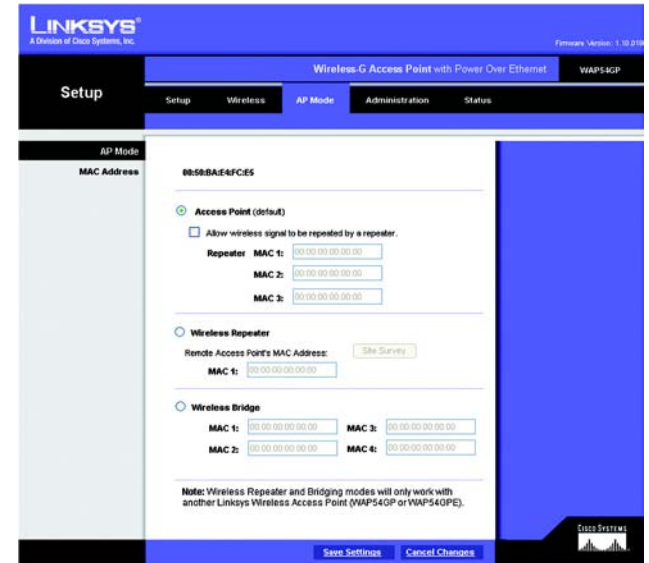 LINKSYS®
A Division of Cisco Systems, Inc.
Firmware Version: 1.10
Wireless-G Access Point with Power Over Ethernet
WAP54GP
Setup
Setup Wireless AP Mode Administration Status
AP Mode
MAC Address
00:50:BA:E4:FC:E5
Access Point (default)
Allow wireless signal to be repeated by a repeater.
Repeater MAC 1: 00:00:00:00:00:00
MAC 2: 00:00:00:00:00:00
MAC 3: 00:00:00:00:00:00
Wireless Repeater
Remote Access Point's MAC Address: Site Survey
MAC 1: 00:00:00:00:00:00
Wireless Bridge
MAC 1: 00:00:00:00:00:00 MAC 3: 00:00:00:00:00:00
MAC 2: 00:00:00:00:00:00 MAC 4: 00:00:00:00:00:00
Note: Wireless Repeater and Bridging modes will only work with
another Linksys Wireless Access Point (WAP54GP or WAP54GPE).
Save Settings Cancel Changes
CISCO SYSTEMS